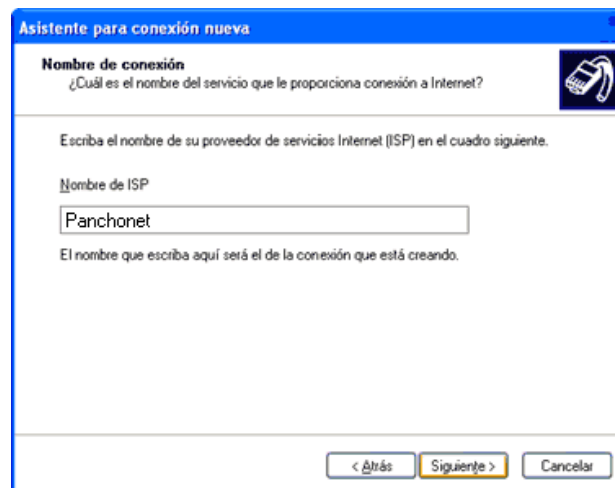 Asistente para conexión nueva
Nombre de conexión
¿Cuál es el nombre del servicio que le proporciona conexión a Internet?
Escriba el nombre de su proveedor de servicios Internet (ISP) en el cuadro siguiente.
Nombre de ISP
Panchonet
El nombre que escriba aquí será el de la conexión que está creando.
< Atrás Siguiente > Cancelar